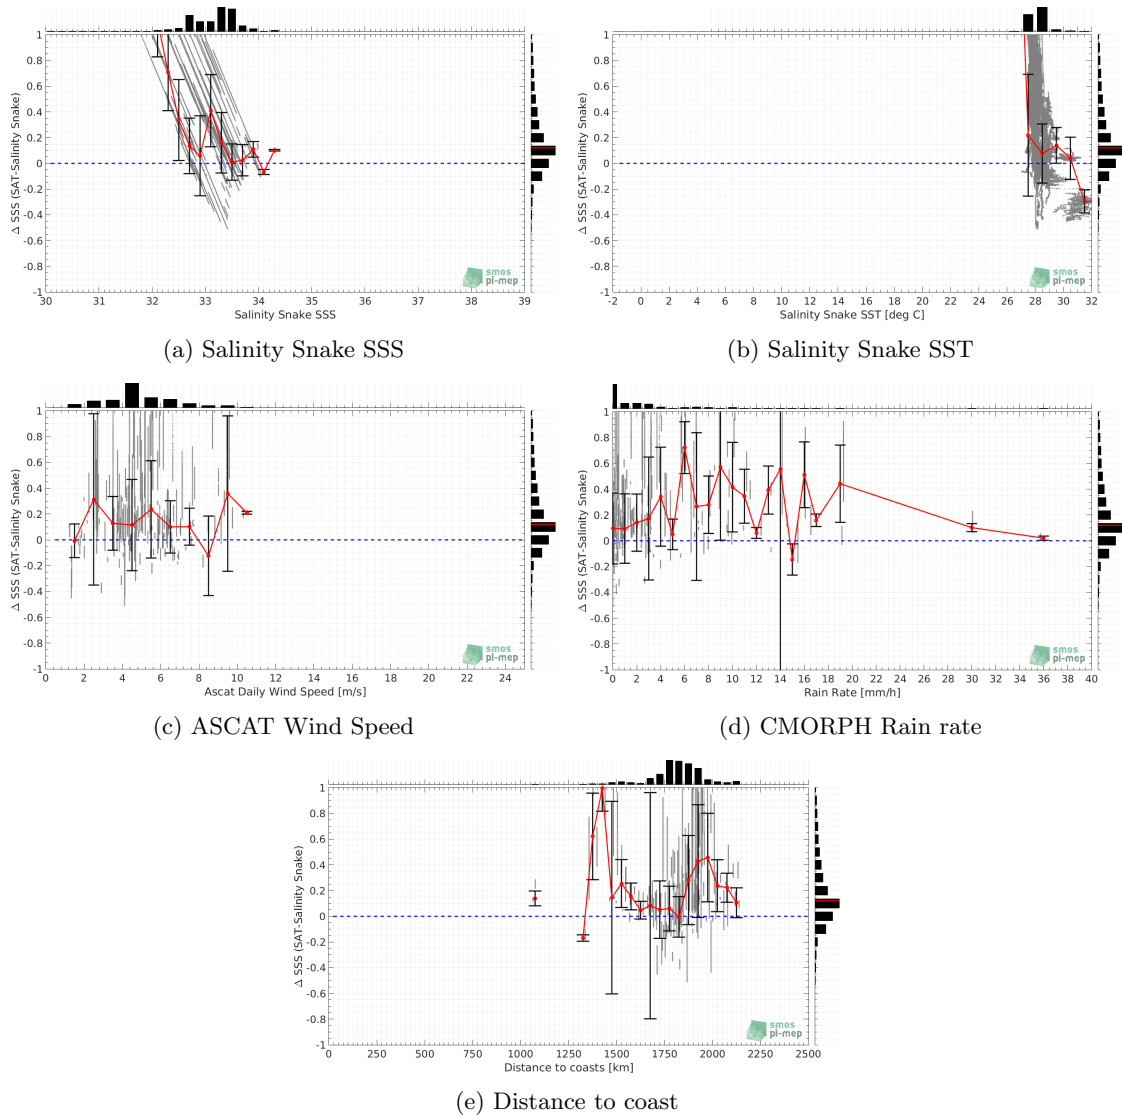 1
0.8
0.6
0.4
0.2
0
-0.2
-0.4
-0.6
-0.8
-1
Δ SSS (SAT-Salinity Snake)
30 31 32 33 34 35 36 37 38 39
Salinity Snake SSS
smos
pi-mep
(a) Salinity Snake SSS
1
0.8
0.6
0.4
0.2
0
-0.2
-0.4
-0.6
-0.8
-1
Δ SSS (SAT-Salinity Snake)
-2 0 2 4 6 8 10 12 14 16 18 20 22 24 26 28 30 32
Salinity Snake SST [deg C]
smos
pi-mep
(b) Salinity Snake SST
1
0.8
0.6
0.4
0.2
0
-0.2
-0.4
-0.6
-0.8
-1
Δ SSS (SAT-Salinity Snake)
0 2 4 6 8 10 12 14 16 18 20 22 24
Ascat Daily Wind Speed [m/s]
smos
pi-mep
(c) ASCAT Wind Speed
1
0.8
0.6
0.4
0.2
0
-0.2
-0.4
-0.6
-0.8
-1
Δ SSS (SAT-Salinity Snake)
0 2 4 6 8 10 12 14 16 18 20 22 24 26 28 30 32 34 36 38 40
Rain Rate [mm/h]
smos
pi-mep
(d) CMORPH Rain rate
1
0.8
0.6
0.4
0.2
0
-0.2
-0.4
-0.6
-0.8
-1
Δ SSS (SAT-Salinity Snake)
0 250 500 750 1000 1250 1500 1750 2000 2250 2500
Distance to coasts [km]
smos
pi-mep
(e) Distance to coast